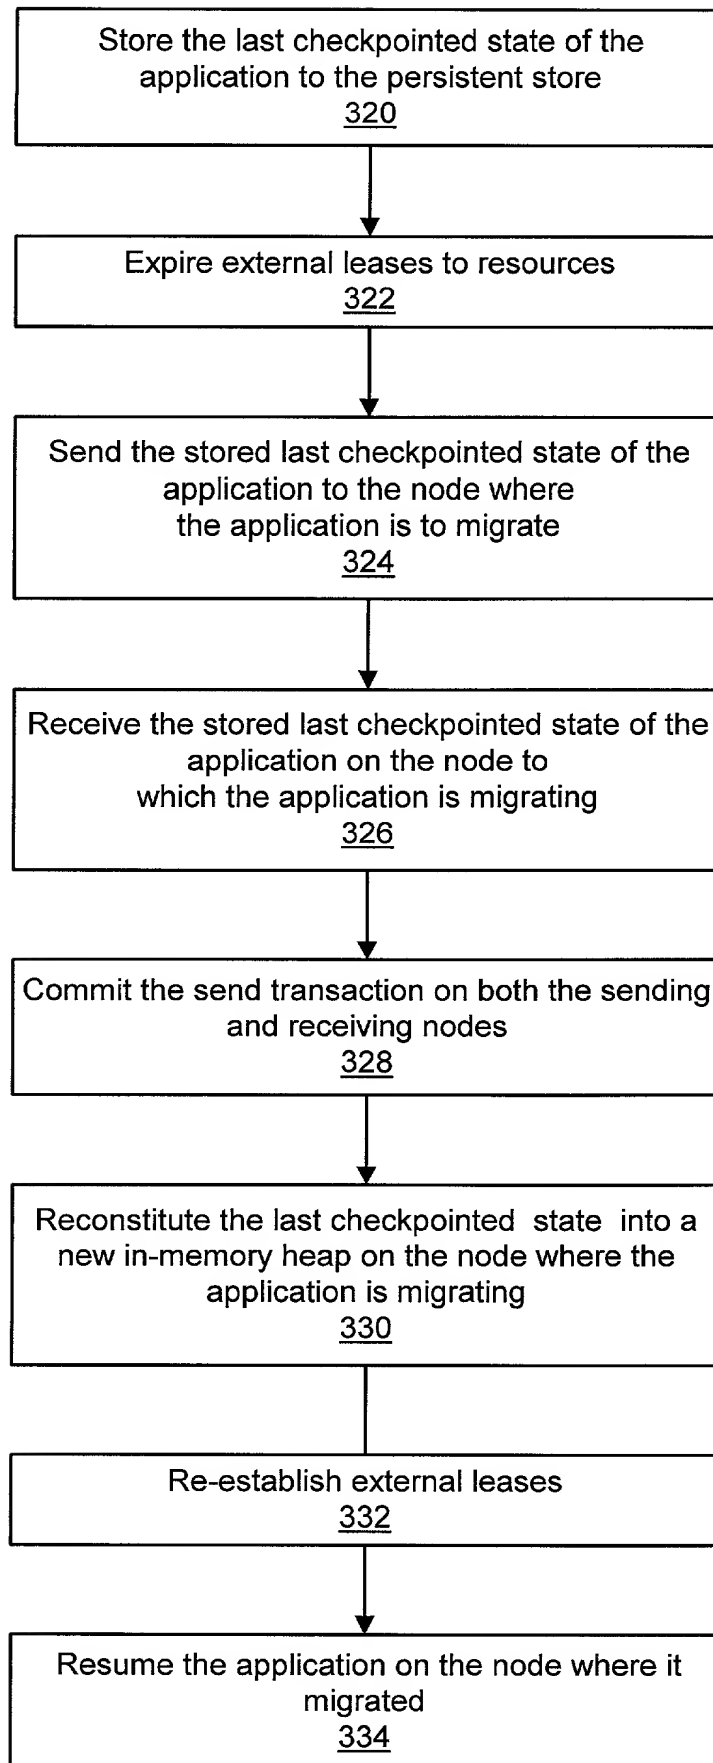 Store the last checkpointed state of the
application to the persistent store
320
Expire external leases to resources
322
Send the stored last checkpointed state of the
application to the node where
the application is to migrate
324
Receive the stored last checkpointed state of the
application on the node to
which the application is migrating
326
Commit the send transaction on both the sending
and receiving nodes
328
Reconstitute the last checkpointed state into a
new in-memory heap on the node where the
application is migrating
330
Re-establish external leases
332
Resume the application on the node where it
migrated
334